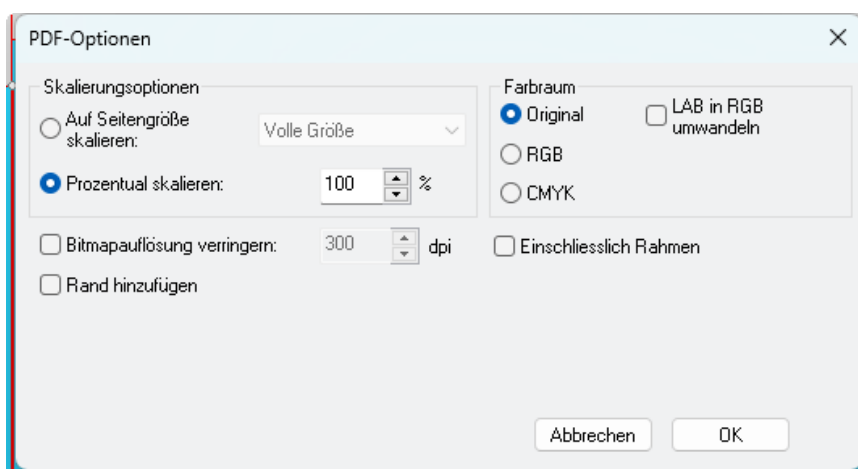 PDF-Optionen
Skalierungsoptionen
Auf Seitengröße
skalieren:
Volle Größe
Prozentual skalieren:
100
%
Farbraum
Original
LAB in RGB
umwandeln
RGB
CMYK
Bitmapauflösung verringern:
300
dpi
Einschliesslich Rahmen
Rand hinzufügen
Abbrechen
OK